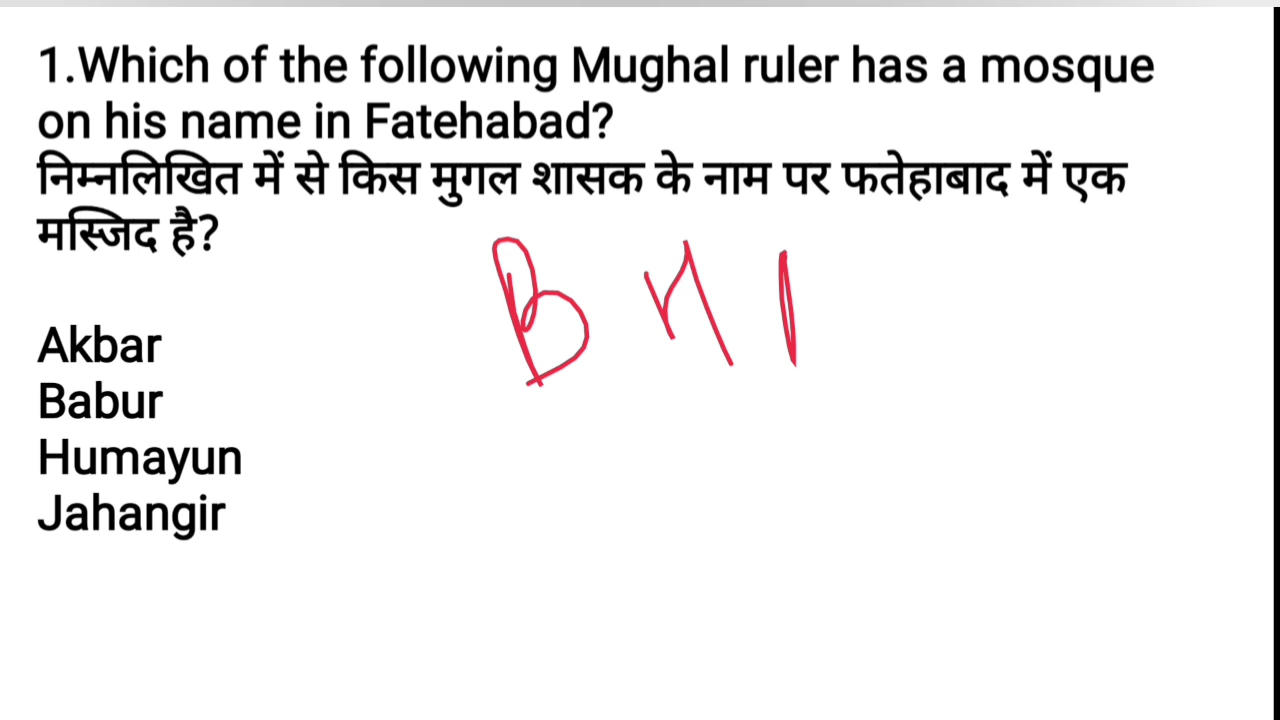 1.Which of the following Mughal ruler has a mosque
on his name in Fatehabad?
निम्नलिखित में से किस मुगल शासक के नाम पर फतेहाबाद में एक
मस्जिद है?
B
Akbar
Babur
Humayun
Jahangir